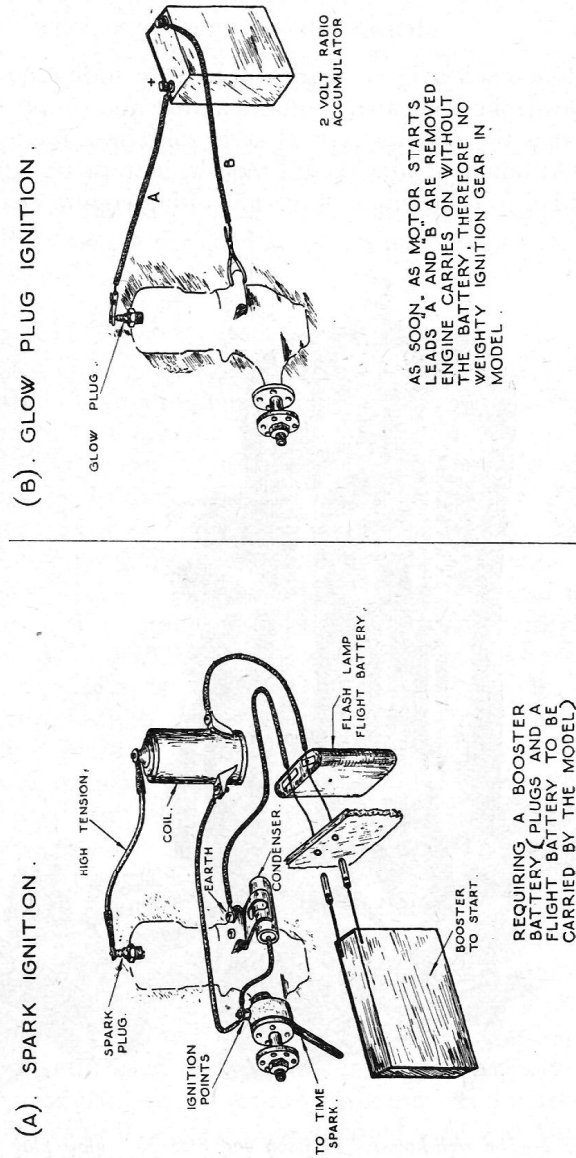 (A). SPARK IGNITION.
SPARK
PLUG.
HIGH TENSION,
COIL.
EARTH
CONDENSER.
IGNITION
POINTS
TO TIME
SPARK.
FLASH LAMP
FLIGHT BATTERY.
BOOSTER
TO START
REQUIRING A BOOSTER
BATTERY (PLUGS AND A
FLIGHT BATTERY TO BE
CARRIED BY THE MODEL)
(B). GLOW PLUG IGNITION
GLOW PLUG.
A
B
+
-
2 VOLT RADIO
ACCUMULATOR
AS SOON AS MOTOR STARTS
LEADS "A" AND "B" ARE REMOVED
ENGINE CARRIES ON WITHOUT
THE BATTERY, THEREFORE NO
WEIGHTY IGNITION GEAR IN
MODEL.